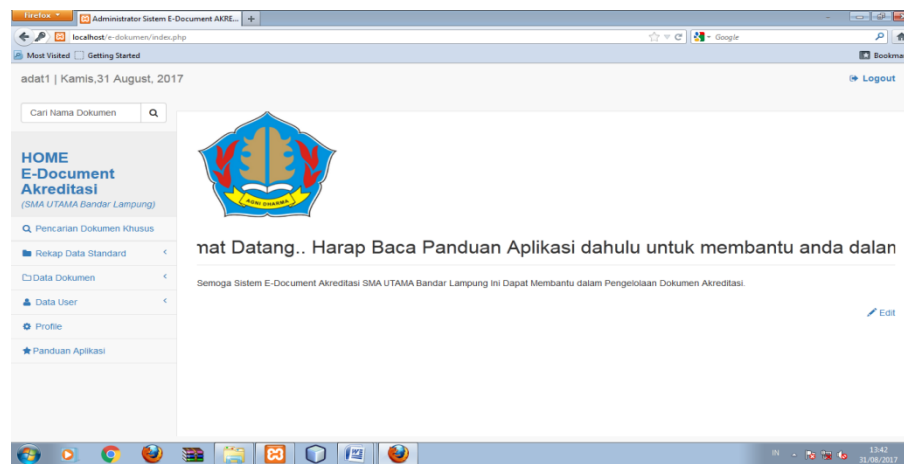 Firefox
Administrator Sistem E-Document AKRE...
localhost/e-dokumen/index.php
Google
Most Visited
Getting Started
Bookma
adat1 | Kamis,31 August, 2017
Logout
Cari Nama Dokumen
HOME
E-Document
Akreditasi
(SMA UTAMA Bandar Lampung)
Pencarian Dokumen Khusus
Rekap Data Standard
Data Dokumen
Data User
Profile
Panduan Aplikasi
AGNI DHARMA
mat Datang.. Harap Baca Panduan Aplikasi dahulu untuk membantu anda dalan
Semoga Sistem E-Document Akreditasi SMA UTAMA Bandar Lampung Ini Dapat Membantu dalam Pengelolaan Dokumen Akreditasi.
Edit
IN
13:42
31/08/2017